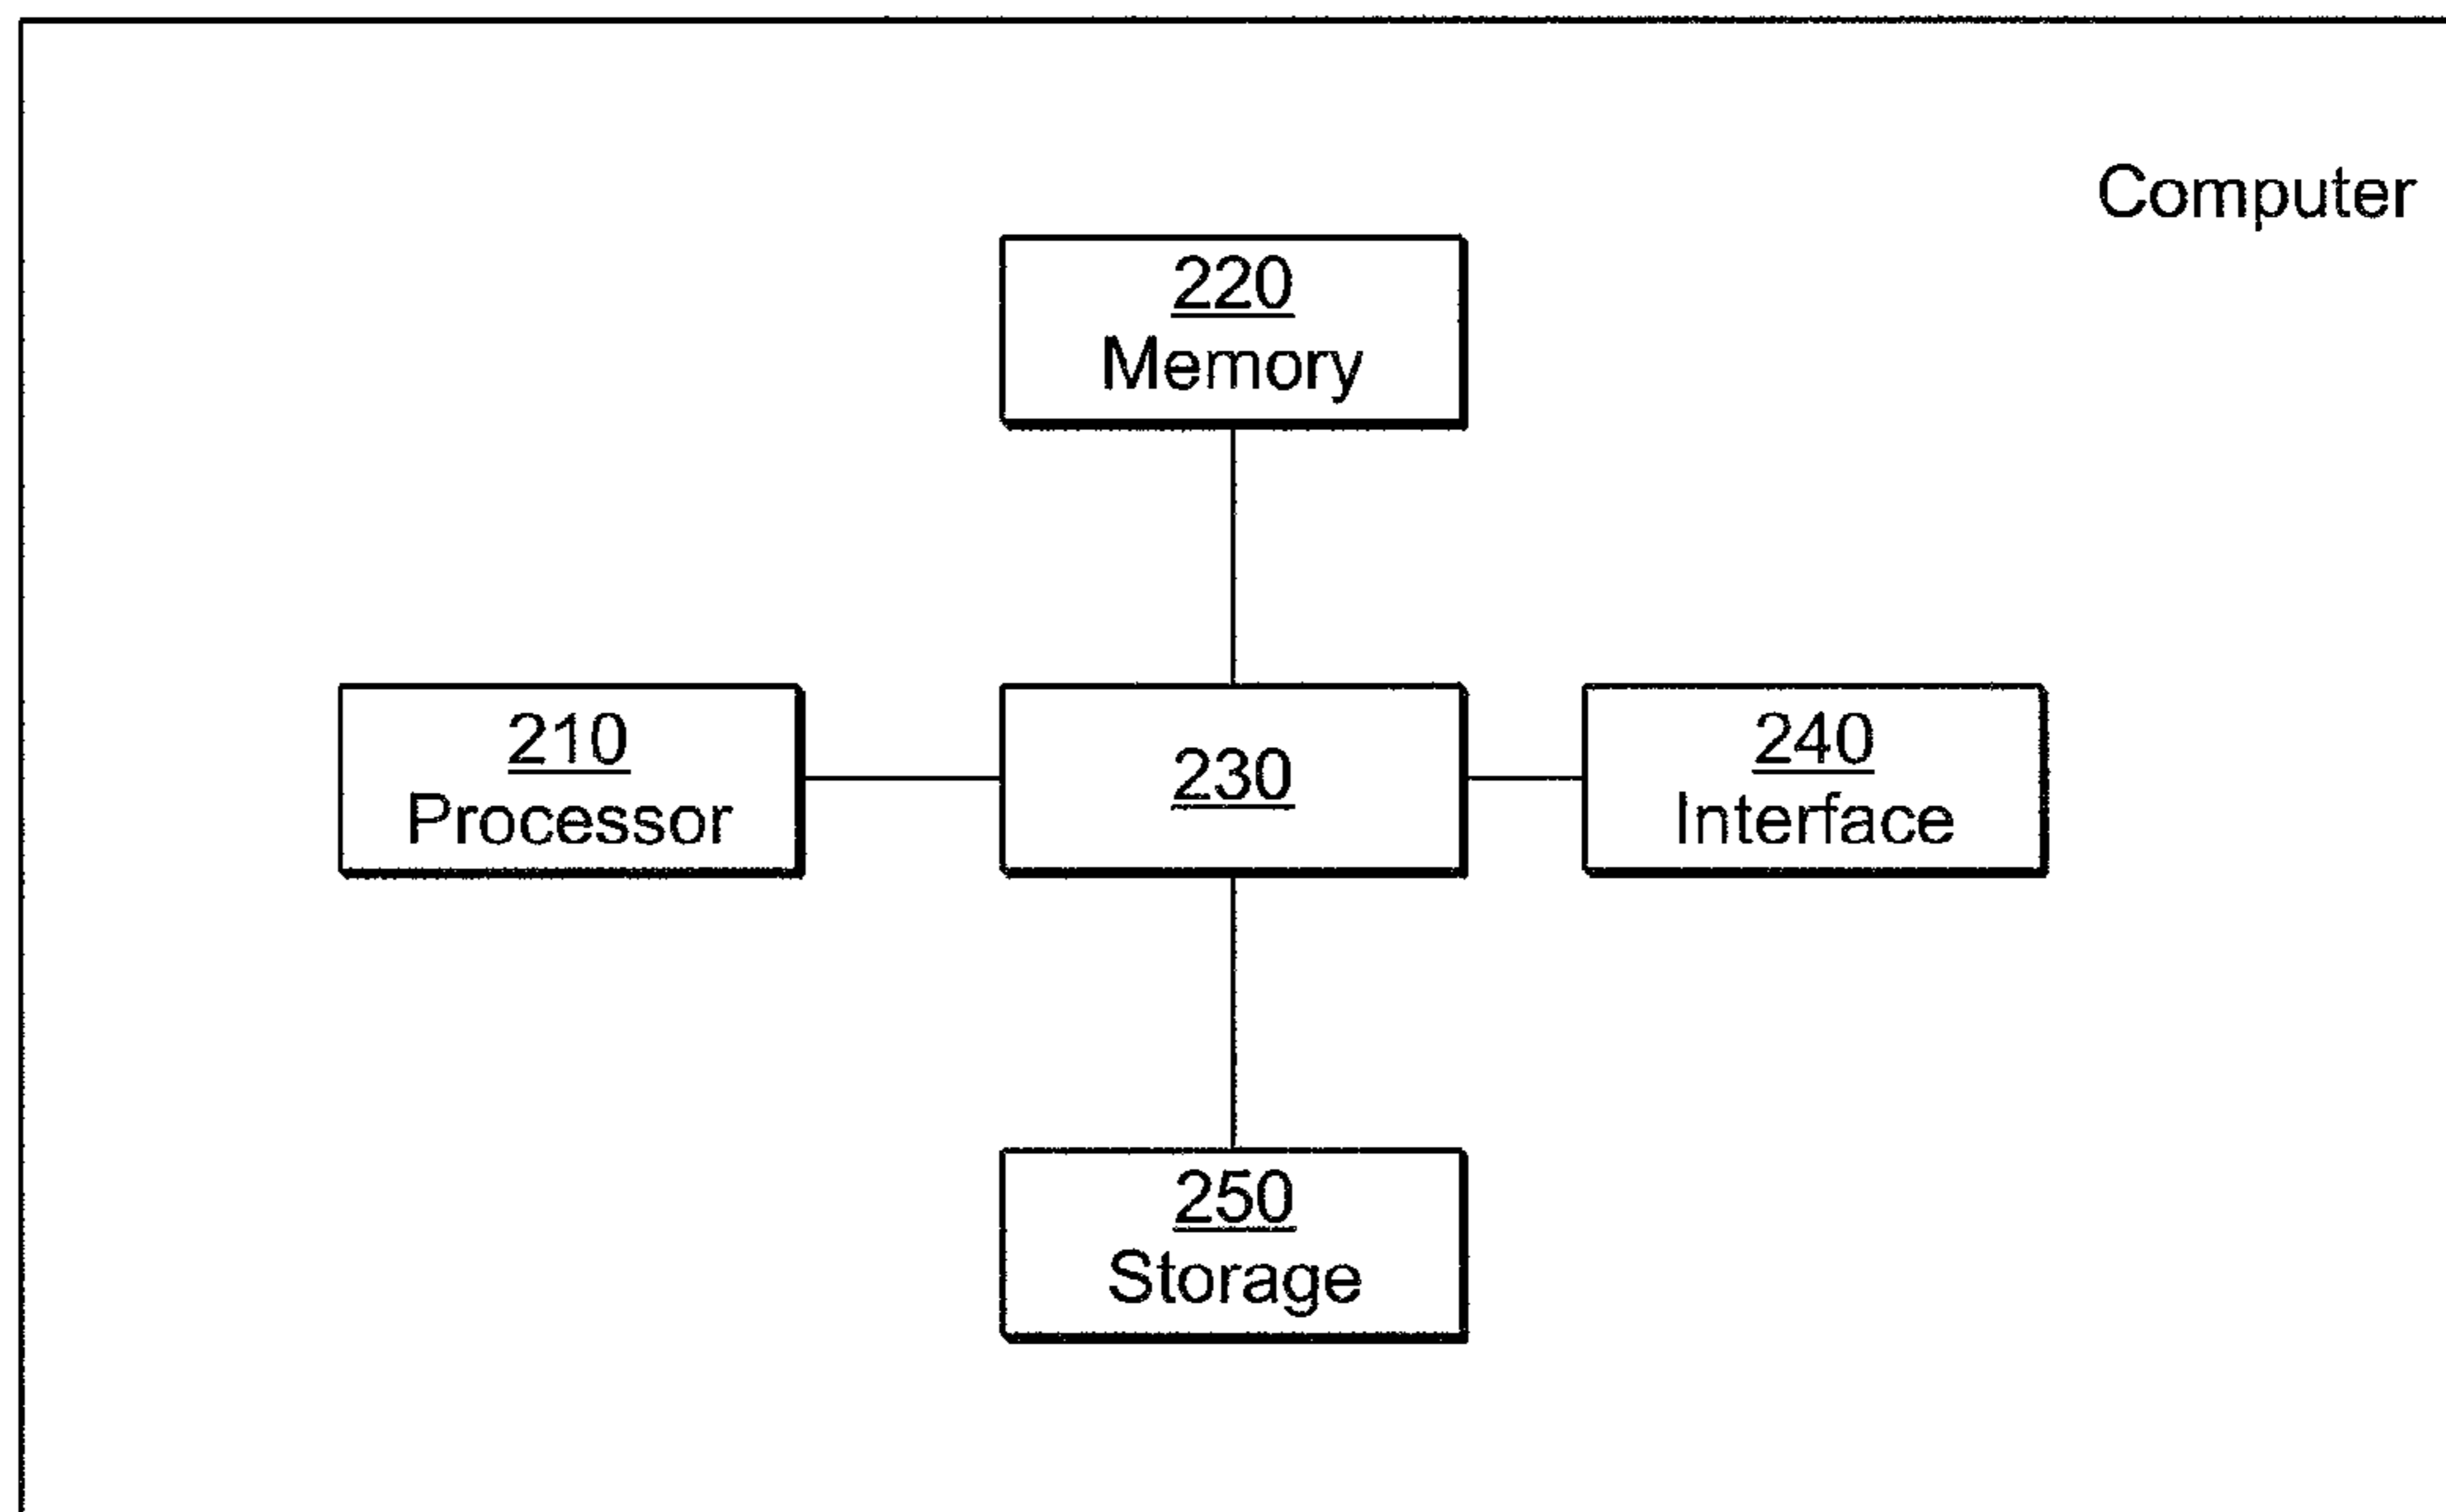 Computer
220
Memory
210
Processor
230
240
Interface
250
Storage